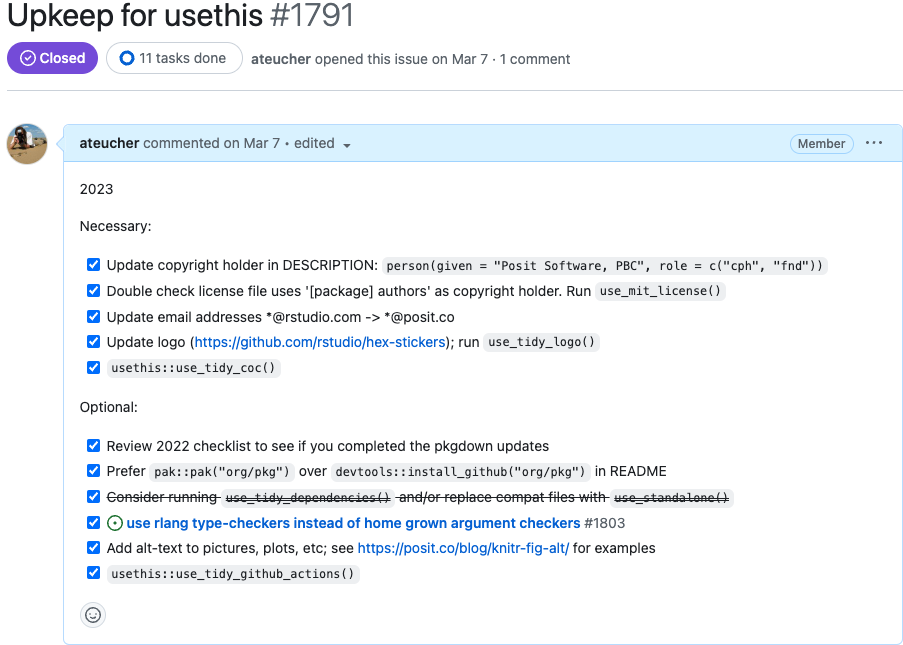 Upkeep for usethis #1791
Closed 11 tasks done ateucher opened this issue on Mar 7 · 1 comment
ateucher commented on Mar 7 • edited Member ...
2023
Necessary:
Update copyright holder in DESCRIPTION: person(given = "Posit Software, PBC", role = c("cph", "fnd"))
Double check license file uses '[package] authors' as copyright holder. Run use_mit_license()
Update email addresses *@rstudio.com -> *@posit.co
Update logo (https://github.com/rstudio/hex-stickers); run use_tidy_logo()
usethis::use_tidy_coc()
Optional:
Review 2022 checklist to see if you completed the pkgdown updates
Prefer pak::pak("org/pkg") over devtools::install_github("org/pkg") in README
Consider running use_tidy_dependencies() and/or replace compat files with use_standalone()
use rlang type-checkers instead of home grown argument checkers #1803
Add alt-text to pictures, plots, etc; see https://posit.co/blog/knitr-fig-alt/ for examples
usethis::use_tidy_github_actions()